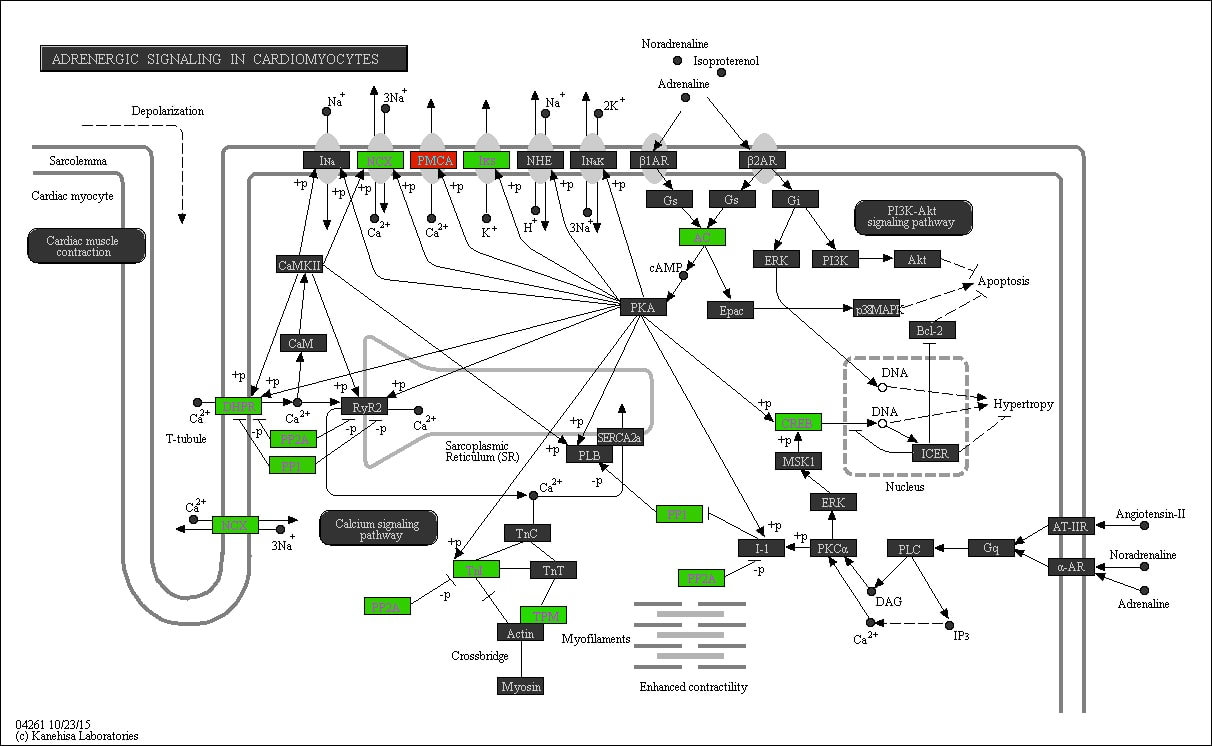 ADRENERGIC SIGNALING IN CARDIOMYOCYTES
Noradrenaline
Isoproterenol
Adrenaline
Depolarization
Na+
3Na+
Na+
2K+
Sarcolemma
INa
NCX
PMCA
IKS
NHE
INaK
β1AR
β2AR
+p
+p
+p
+p
+p
+p
+p
Cardiac myocyte
Gs
Gs
Gi
PI3K-Akt
signaling pathway
Ca2+
Ca2+
K+
H+
3Na+
Cardiac muscle
contraction
AC
CaMKII
cAMP
ERK
PI3K
Akt
Apoptosis
PKA
Epac
p38MAPK
Bcl-2
CaM
+p
+p
+p
+p
DNA
DHPR
RyR2
Ca2+
Ca2+
Ca2+
+p
Hypertropy
DNA
T-tubule
-p
PP2A
-p
-p
+p
CREB
SERCA2a
Sarcoplasmic
Reticulum (SR)
+p
PLB
+p
ICER
PP1
MSK1
-p
Nucleus
Ca2+
Ca2+
ERK
NCX
3Na+
Calcium signaling
pathway
PP1
+p
TnC
+p
I-1
+p
PKCα
PLC
Gq
AT-IIR
Angiotensin-II
Noradrenaline
TnI
TnT
-p
PP2A
α-AR
-p
PP2A
DAG
Adrenaline
TPM
Actin
Myofilaments
Ca2+
IP3
Crossbridge
Myosin
Enhanced contractility
04261 10/23/15
(c) Kanehisa Laboratories